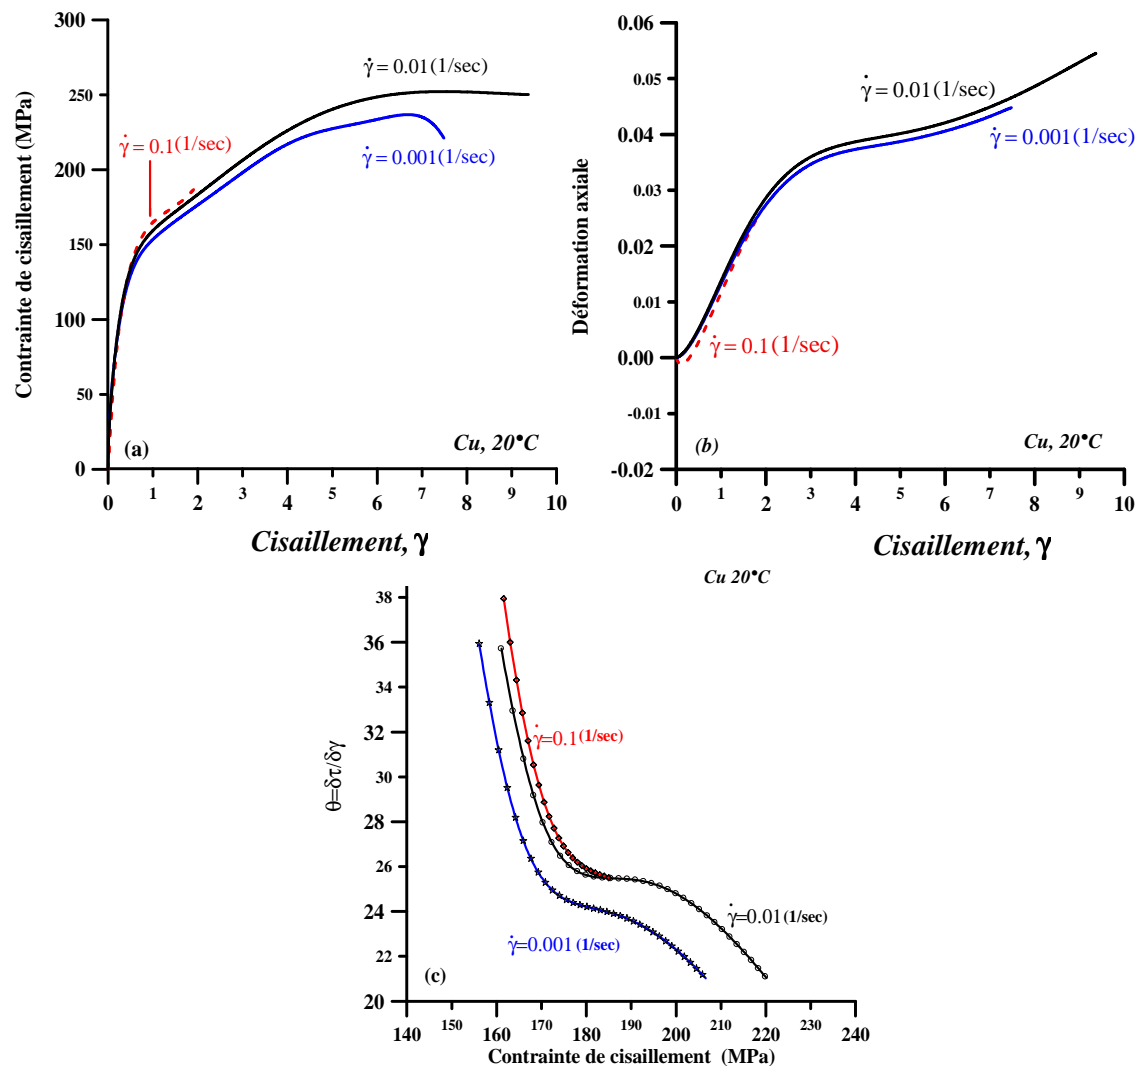 300
250
200
150
100
50
0
Contrainte de cisaillement (MPa)
γ̇ = 0.01 (1/sec)
γ̇ = 0.1 (1/sec)
γ̇ = 0.001 (1/sec)
(a)
Cu, 20°C
0 1 2 3 4 5 6 7 8 9 10
Cisaillement, γ
0.06
0.05
0.04
0.03
0.02
0.01
0.00
-0.01
-0.02
Déformation axiale
γ̇ = 0.01 (1/sec)
γ̇ = 0.001 (1/sec)
γ̇ = 0.1 (1/sec)
(b)
Cu, 20°C
0 1 2 3 4 5 6 7 8 9 10
Cisaillement, γ
Cu 20°C
38
36
34
32
30
28
26
24
22
20
θ=δτ/δγ
γ̇=0.1 (1/sec)
γ̇=0.01 (1/sec)
γ̇=0.001 (1/sec)
(c)
140 150 160 170 180 190 200 210 220 230 240
Contrainte de cisaillement (MPa)